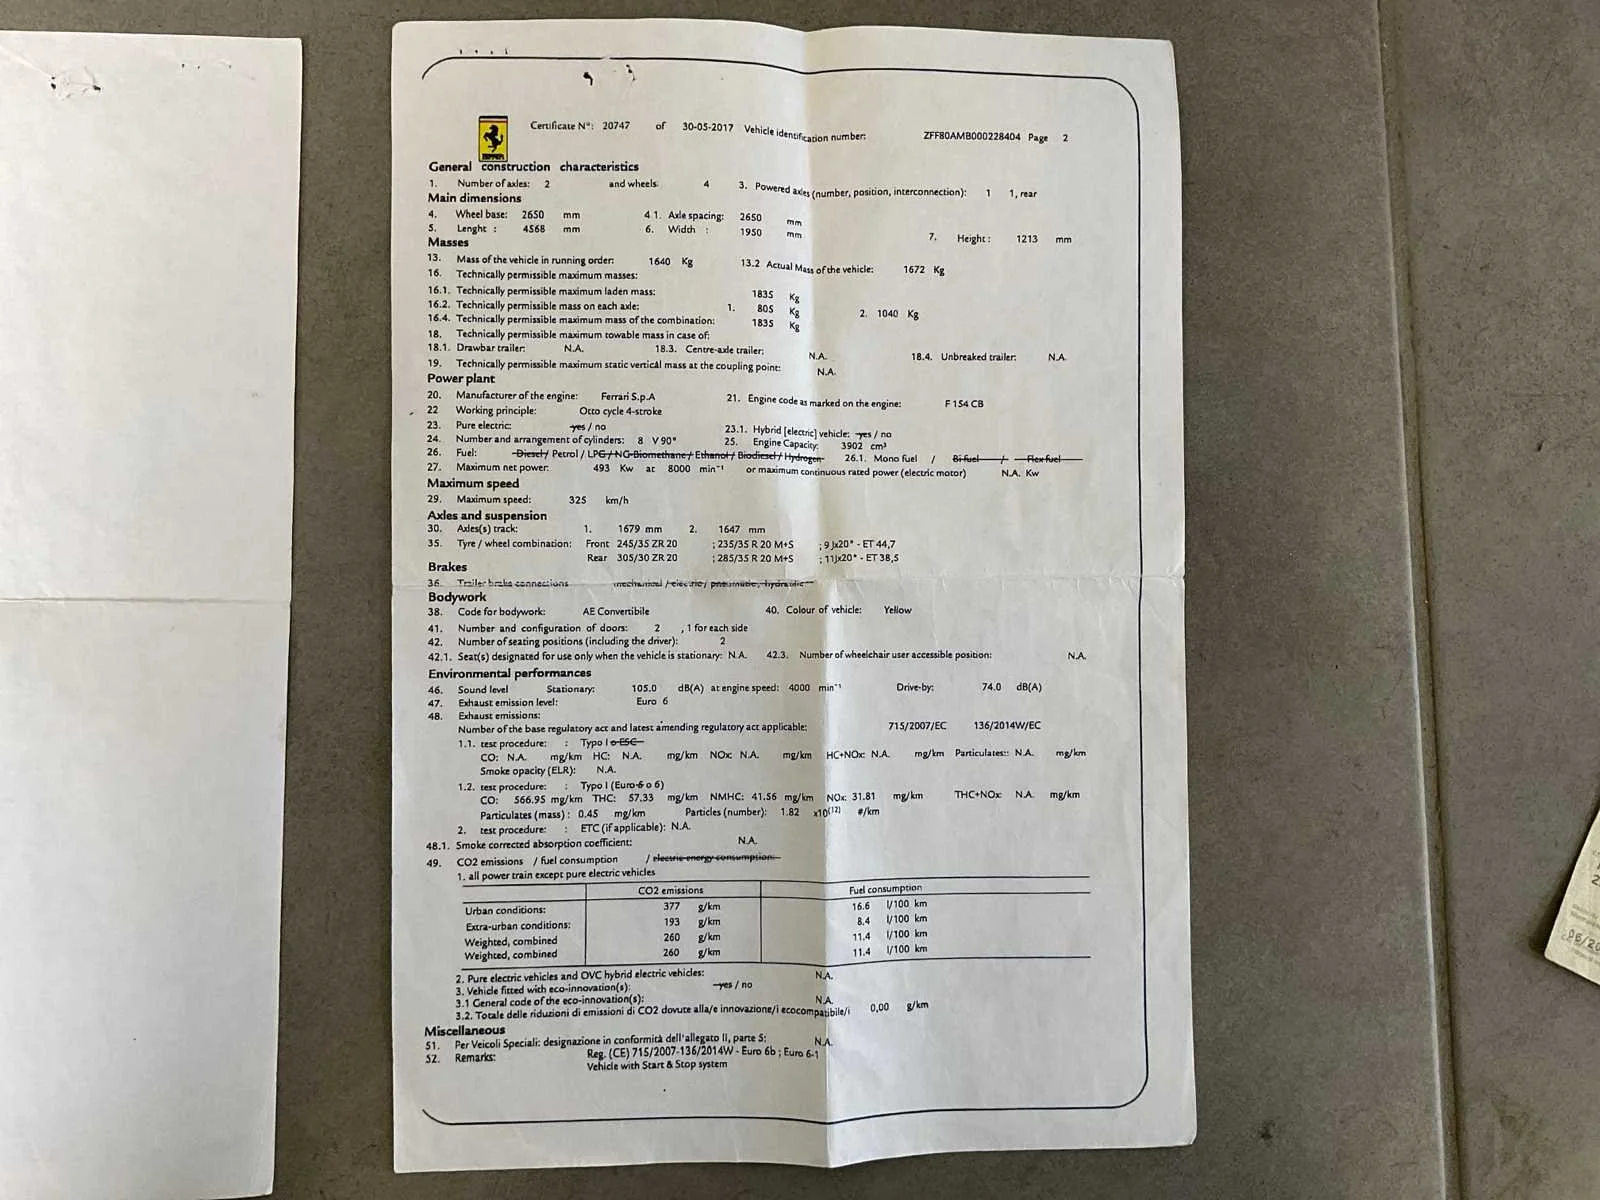 Certificate N°: 20747 of 30-05-2017 Vehicle identification number: ZFF80AMB000228404 Page 2
Ferrari
General construction characteristics
1. Number of axles: 2 and wheels: 4 3. Powered axles (number, position, interconnection): 1 1, rear
Main dimensions
4. Wheel base: 2650 mm 4 1. Axle spacing: 2650 mm
5. Lenght : 4568 mm 6. Width : 1950 mm 7. Height : 1213 mm
Masses
13. Mass of the vehicle in running order: 1640 Kg 13.2 Actual Mass of the vehicle: 1672 Kg
16. Technically permissible maximum masses:
16.1. Technically permissible maximum laden mass: 1835 Kg
16.2. Technically permissible mass on each axle: 1. 805 Kg 2. 1040 Kg
16.4. Technically permissible maximum mass of the combination: 1835 Kg
18. Technically permissible maximum towable mass in case of:
18.1. Drawbar trailer: N.A. 18.3. Centre-axle trailer: N.A. 18.4. Unbreaked trailer: N.A.
19. Technically permissible maximum static vertical mass at the coupling point: N.A.
Power plant
20. Manufacturer of the engine: Ferrari S.p.A 21. Engine code as marked on the engine: F 154 CB
22 Working principle: Otto cycle 4-stroke
23. Pure electric: yes / no 23.1. Hybrid [electric] vehicle: yes / no
24. Number and arrangement of cylinders: 8 V 90° 25. Engine Capacity: 3902 cm³
26. Fuel: Diesel / Petrol / LPG / NG-Biomethane / Ethanol / Biodiesel / Hydrogen 26.1. Mono fuel / Bi-fuel / Flex fuel
27. Maximum net power: 493 Kw at 8000 min⁻¹ or maximum continuous rated power (electric motor) N.A. Kw
Maximum speed
29. Maximum speed: 325 km/h
Axles and suspension
30. Axles(s) track: 1. 1679 mm 2. 1647 mm
35. Tyre / wheel combination: Front 245/35 ZR 20 ; 235/35 R 20 M+S ; 9 Jx20" - ET 44,7
Rear 305/30 ZR 20 ; 285/35 R 20 M+S ; 11Jx20" - ET 38,5
Brakes
36. Trailer brake connections mechanical / electric / pneumatic, hydraulic
Bodywork
38. Code for bodywork: AE Convertibile 40. Colour of vehicle: Yellow
41. Number and configuration of doors: 2 , 1 for each side
42. Number of seating positions (including the driver): 2
42.1. Seat(s) designated for use only when the vehicle is stationary: N.A. 42.3. Number of wheelchair user accessible position: N.A.
Environmental performances
46. Sound level Stationary: 105.0 dB(A) at engine speed: 4000 min⁻¹ Drive-by: 74.0 dB(A)
47. Exhaust emission level: Euro 6
48. Exhaust emissions:
Number of the base regulatory act and latest amending regulatory act applicable: 715/2007/EC 136/2014W/EC
1.1. test procedure: : Typo I o ESC
CO: N.A. mg/km HC: N.A. mg/km NOx: N.A. mg/km HC+NOx: N.A. mg/km Particulates:: N.A. mg/km
Smoke opacity (ELR): N.A.
1.2. test procedure: : Typo I (Euro 5 o 6)
CO: 566.95 mg/km THC: 57.33 mg/km NMHC: 41.56 mg/km NOx: 31.81 mg/km THC+NOx: N.A. mg/km
Particulates (mass) : 0.45 mg/km Particles (number): 1.82 x10(12) #/km
2. test procedure: : ETC (if applicable): N.A.
48.1. Smoke corrected absorption coefficient: N.A.
49. CO2 emissions / fuel consumption / electric energy consumption:
1. all power train except pure electric vehicles
CO2 emissions Fuel consumption
Urban conditions: 377 g/km 16.6 l/100 km
Extra-urban conditions: 193 g/km 8.4 l/100 km
Weighted, combined 260 g/km 11.4 l/100 km
Weighted, combined 260 g/km 11.4 l/100 km
2. Pure electric vehicles and OVC hybrid electric vehicles: N.A.
3. Vehicle fitted with eco-innovation(s): yes / no
3.1 General code of the eco-innovation(s): N.A.
3.2. Totale delle riduzioni di emissioni di CO2 dovute alla/e innovazione/i ecocompatibile/i 0,00 g/km
Miscellaneous
51. Per Veicoli Speciali: designazione in conformità dell'allegato II, parte 5: N.A.
52. Remarks: Reg. (CE) 715/2007-136/2014W - Euro 6b ; Euro 6-1
Vehicle with Start & Stop system